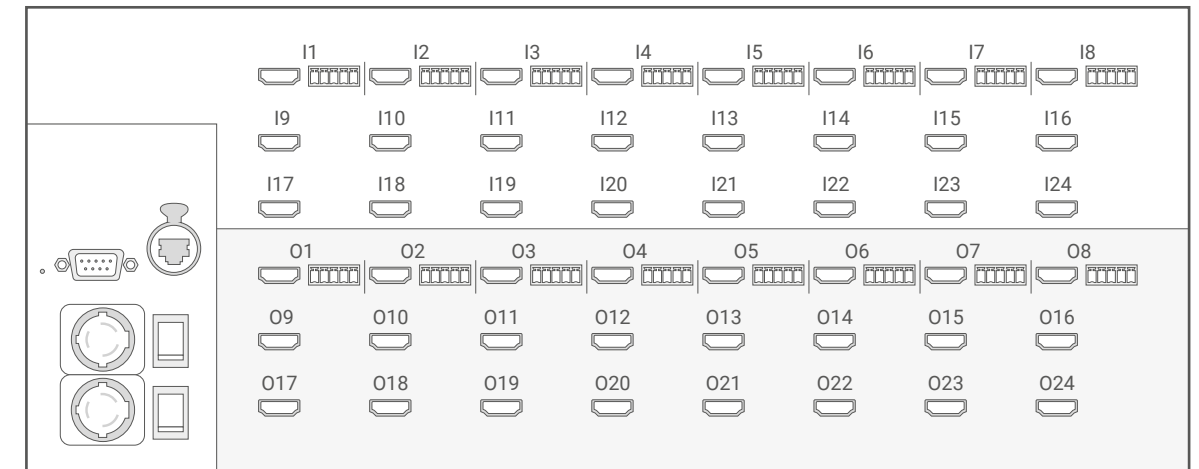 I1 I2 I3 I4 I5 I6 I7 I8
I9 I10 I11 I12 I13 I14 I15 I16
I17 I18 I19 I20 I21 I22 I23 I24
O1 O2 O3 O4 O5 O6 O7 O8
O9 O10 O11 O12 O13 O14 O15 O16
O17 O18 O19 O20 O21 O22 O23 O24